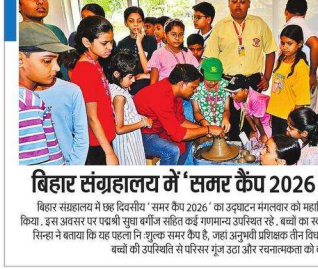 बिहार संग्रहालय में 'समर कैंप 2026
बिहार संग्रहालय में छह दिवसीय 'समर कैंप 2026' का उद्घाटन मंगलवार को
किया. इस अवसर पर पद्मश्री सुधा बर्गीज सहित कई गणमान्य उपस्थित रहे. बच्चों का
सिन्हा ने बताया कि यह पहला निःशुल्क समर कैंप है, जहां अनुभवी प्रशिक्षक तीन
बच्चों की उपस्थिति से परिसर गूंज उठा और रचनात्मकता को